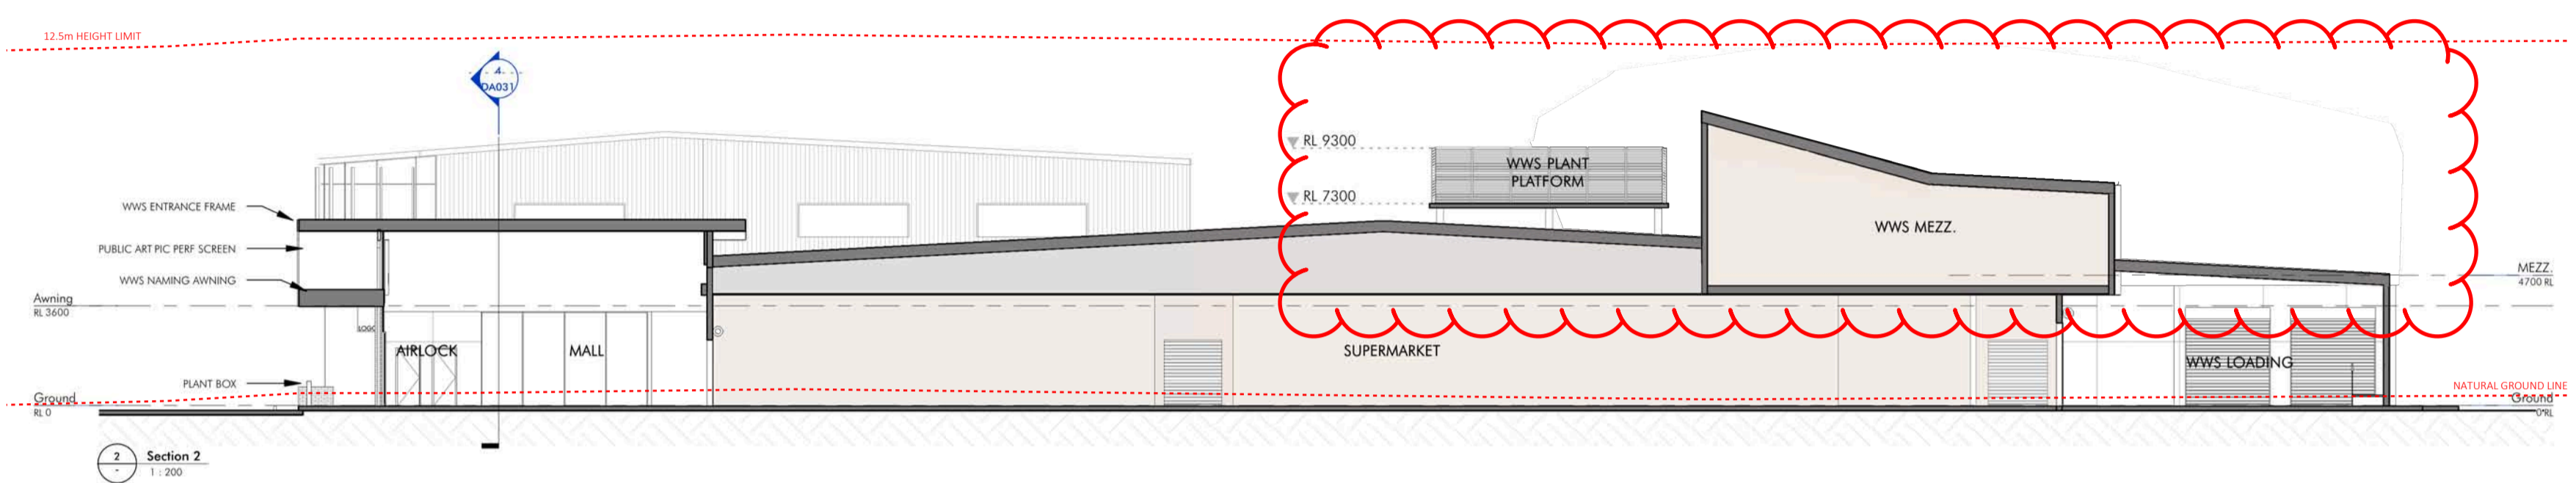 12.5m HEIGHT LIMIT
4
DA031
RL 9300
WWS PLANT
PLATFORM
RL 7300
WWS ENTRANCE FRAME
PUBLIC ART PIC PERF SCREEN
WWS NAMING AWNING
WWS MEZZ.
MEZZ.
4700 RL
Awning
RL 3600
LOGO
AIRLOCK
MALL
SUPERMARKET
WWS LOADING
PLANT BOX
NATURAL GROUND LINE
Ground
RL 0
Ground
0 RL
2
-
Section 2
1 : 200